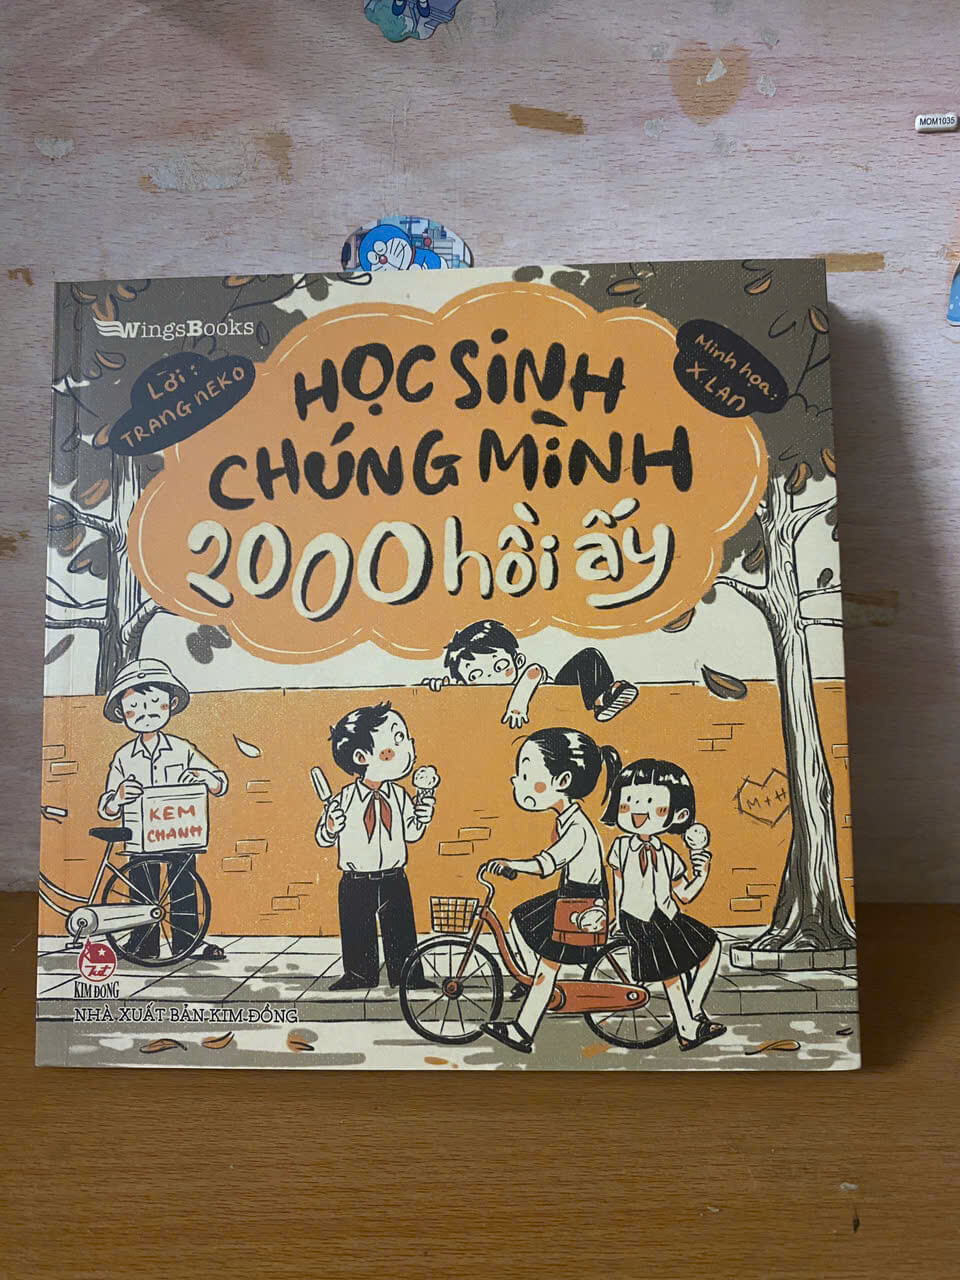 MOM1035
WingsBooks
Lời:
TRANG NEKO
Minh họa:
X.LAN
HỌC SINH
CHÚNG MÌNH
2000 hồi ấy
KEM
CHANH
M + H
KIM ĐỒNG
NHÀ XUẤT BẢN KIM ĐỒNG